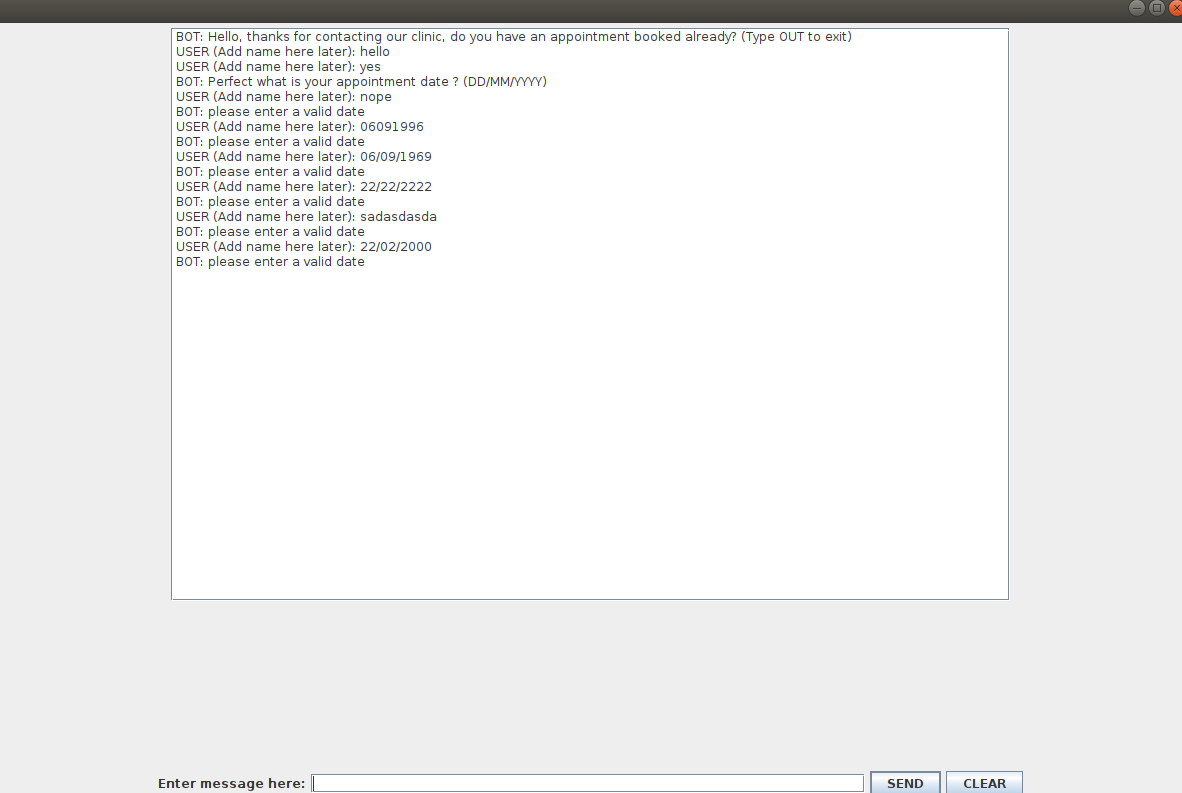 BOT: Hello, thanks for contacting our clinic, do you have an appointment booked already? (Type OUT to exit)
USER (Add name here later): hello
USER (Add name here later): yes
BOT: Perfect what is your appointment date ? (DD/MM/YYYY)
USER (Add name here later): nope
BOT: please enter a valid date
USER (Add name here later): 06091996
BOT: please enter a valid date
USER (Add name here later): 06/09/1969
BOT: please enter a valid date
USER (Add name here later): 22/22/2222
BOT: please enter a valid date
USER (Add name here later): sadasdasda
BOT: please enter a valid date
USER (Add name here later): 22/02/2000
BOT: please enter a valid date
Enter message here: SEND CLEAR